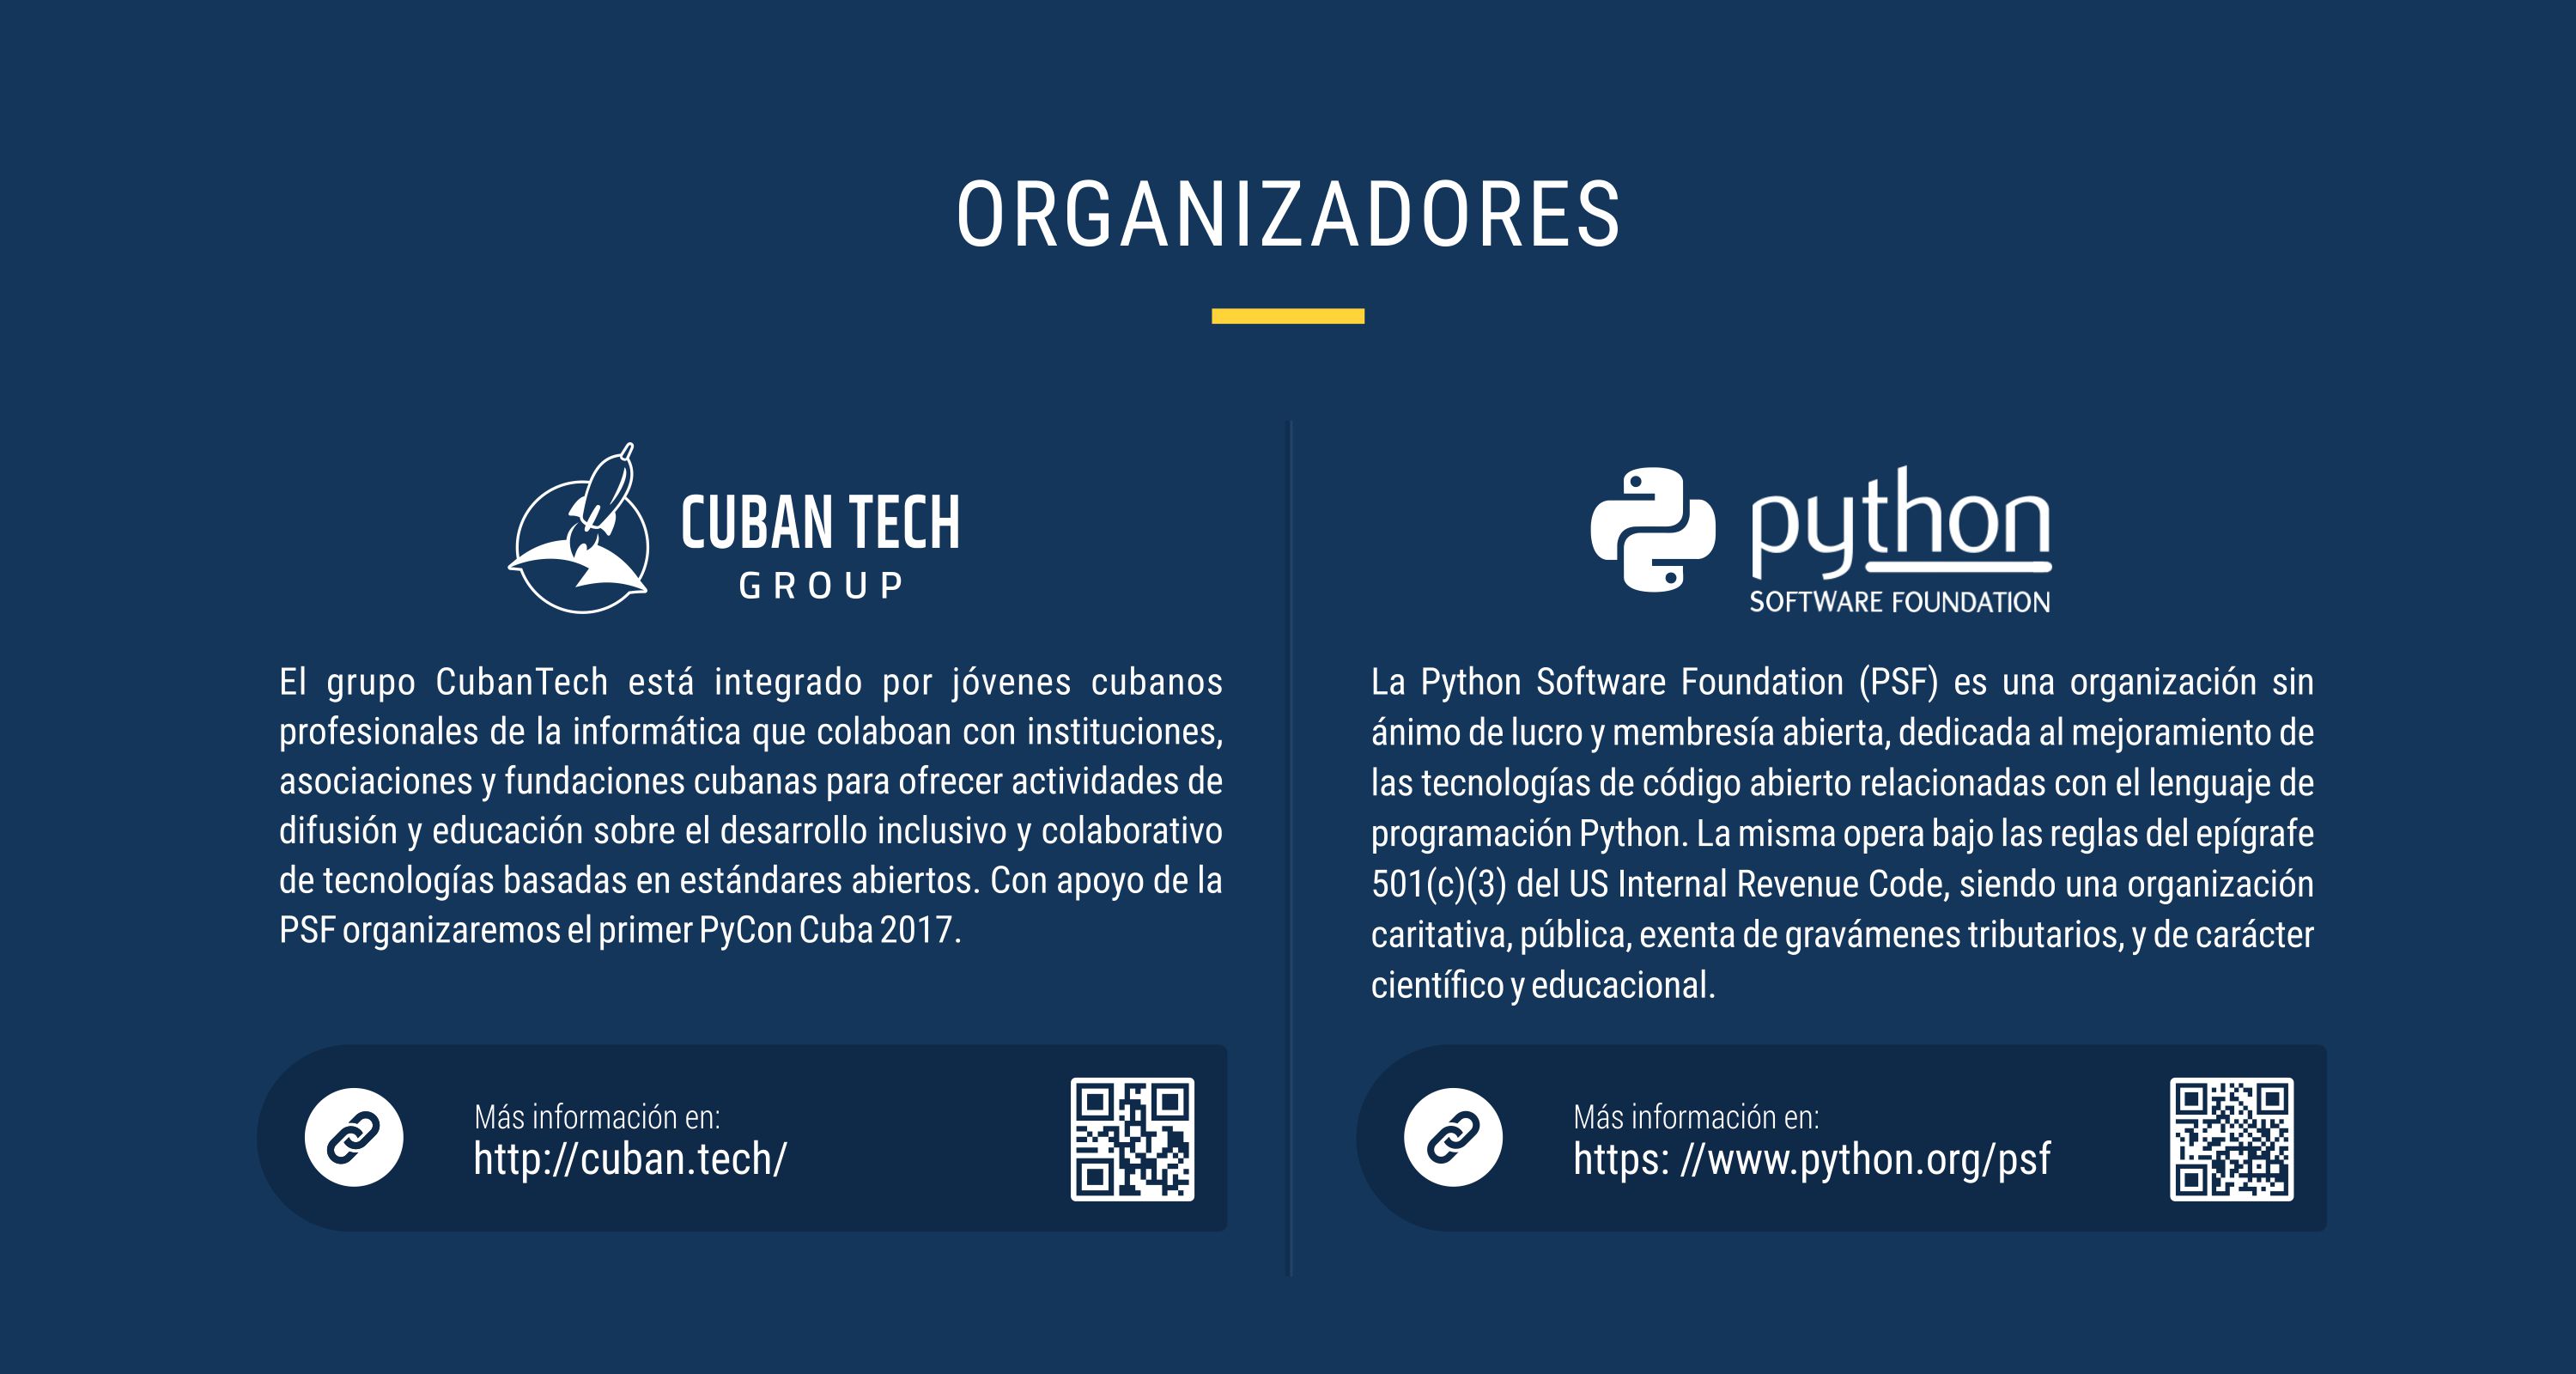 ORGANIZADORES
CUBAN TECH
GROUP
El grupo CubanTech está integrado por jóvenes cubanos
profesionales de la informática que colaboan con instituciones,
asociaciones y fundaciones cubanas para ofrecer actividades de
difusión y educación sobre el desarrollo inclusivo y colaborativo
de tecnologías basadas en estándares abiertos. Con apoyo de la
PSF organizaremos el primer PyCon Cuba 2017.
Más información en:
http://cuban.tech/
python
SOFTWARE FOUNDATION
La Python Software Foundation (PSF) es una organización sin
ánimo de lucro y membresía abierta, dedicada al mejoramiento de
las tecnologías de código abierto relacionadas con el lenguaje de
programación Python. La misma opera bajo las reglas del epígrafe
501(c)(3) del US Internal Revenue Code, siendo una organización
caritativa, pública, exenta de gravámenes tributarios, y de carácter
científico y educacional.
Más información en:
https: //www.python.org/psf